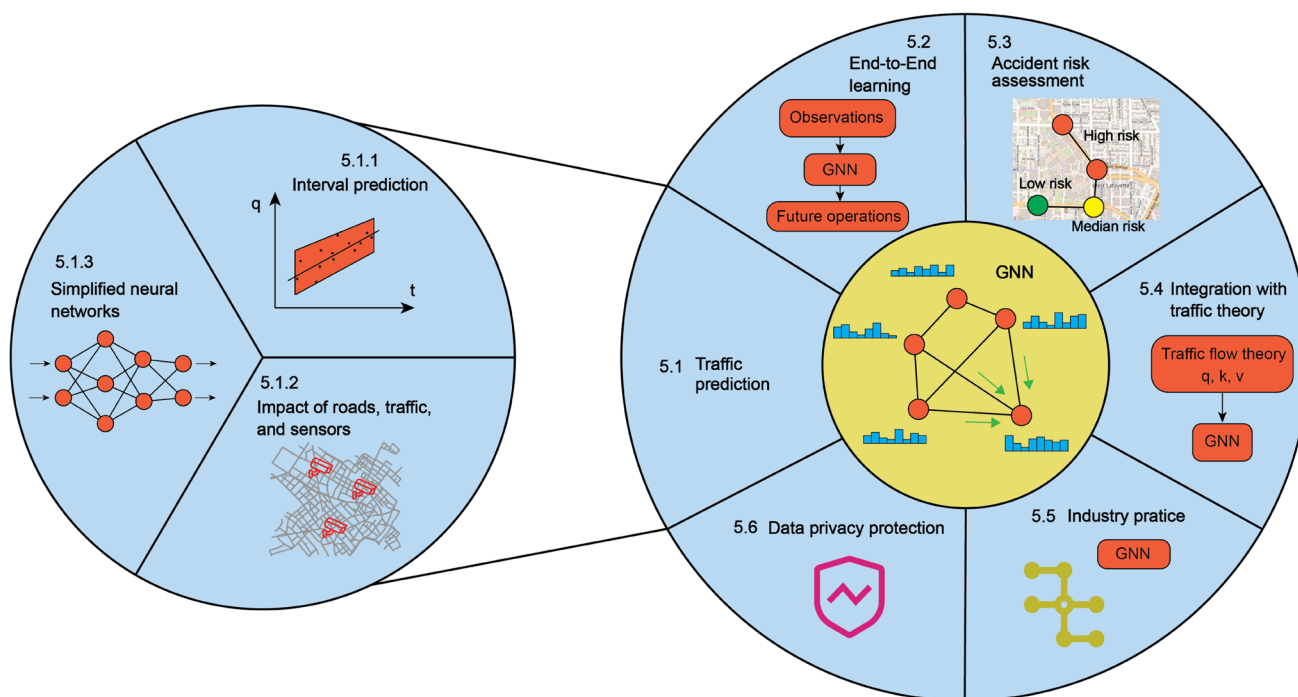 5.1.1
Interval prediction
q
t
5.1.3
Simplified neural
networks
5.1.2
Impact of roads, traffic,
and sensors
5.2
End-to-End
learning
Observations
GNN
Future operations
5.3
Accident risk
assessment
High risk
West Lafayette
Low risk
Median risk
5.4 Integration with
traffic theory
Traffic flow theory
q, k, v
GNN
5.5 Industry pratice
GNN
5.6 Data privacy protection
5.1 Traffic
prediction
GNN